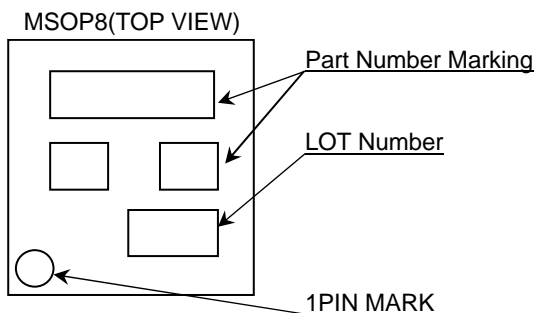 MSOP8(TOP VIEW)
Part Number Marking
LOT Number
1PIN MARK